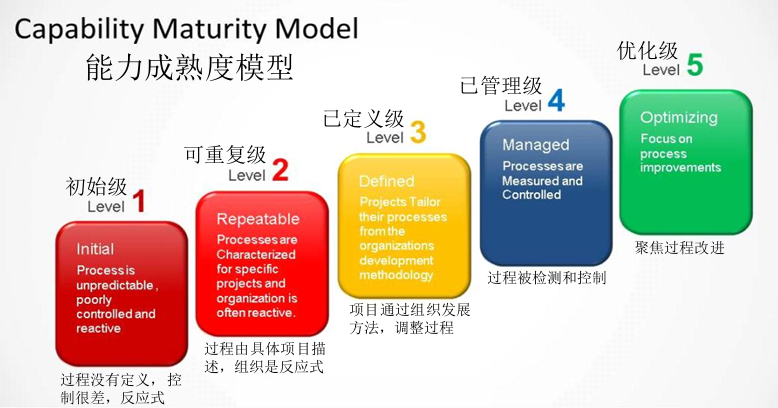 Capability Maturity Model
能力成熟度模型
初始级
Level 1
Initial
Process is
unpredictable ,
poorly
controlled and
reactive
过程没有定义，控
制很差，反应式
可重复级
Level 2
Repeatable
Processes are
Characterized
for specific
projects and
organization is
often reactive.
过程由具体项目描
述，组织是反应式
已定义级
Level 3
Defined
Projects Tailor
their processes
from the
organizations
development
methodology
项目通过组织发展
方法，调整过程
已管理级
Level 4
Managed
Processes are
Measured and
Controlled
过程被检测和控制
优化级
Level 5
Optimizing
Focus on
process
improvements
聚焦过程改进